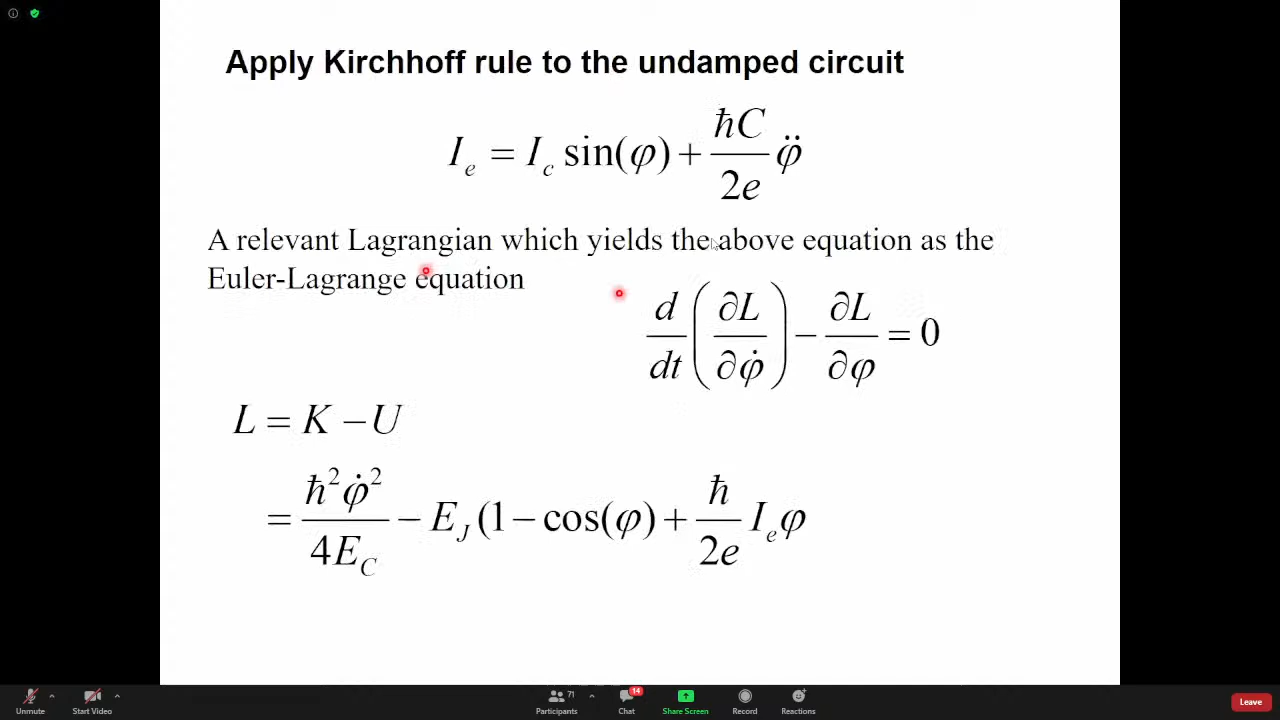 Apply Kirchhoff rule to the undamped circuit
I_e = I_c sin(φ) + ħC/2e φ̈
A relevant Lagrangian which yields the above equation as the
Euler-Lagrange equation
d/dt (∂L/∂φ̇) − ∂L/∂φ = 0
L = K − U
= ħ²φ̇²/4E_C − E_J(1 − cos(φ) + ħ/2e I_eφ
Unmute
Start Video
Participants
71
Chat
14
Share Screen
Record
Reactions
Leave